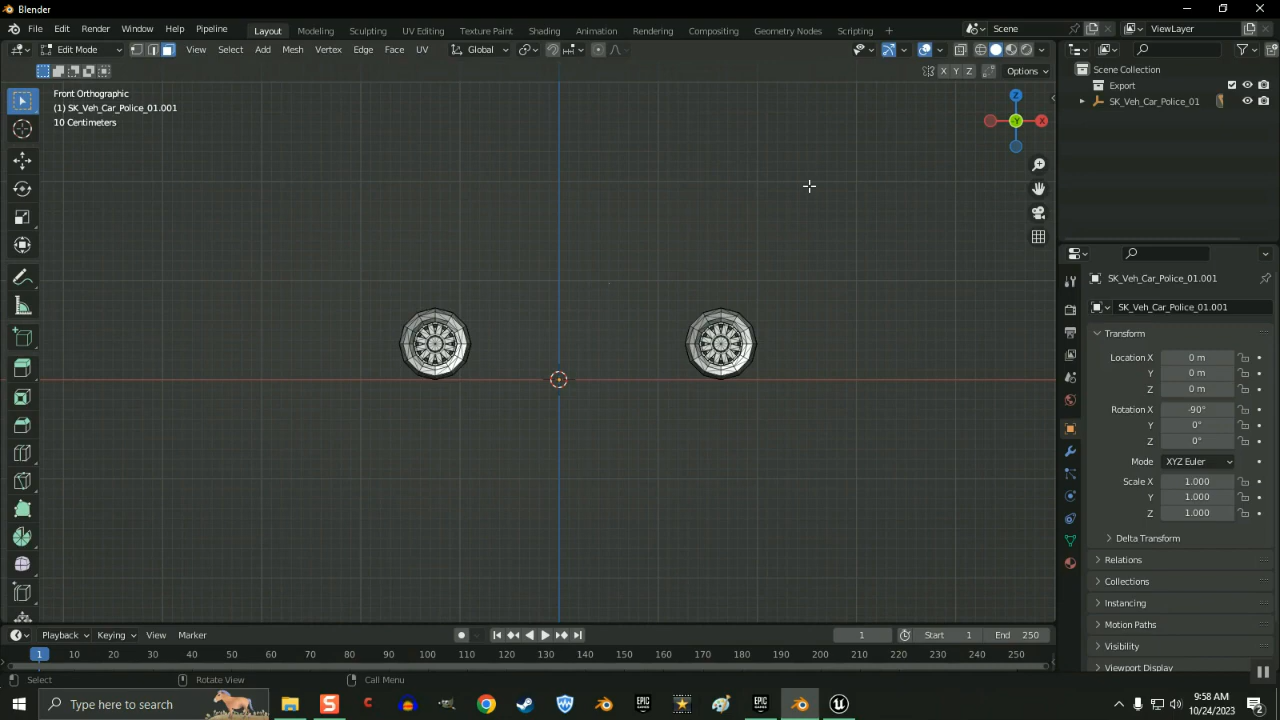 Blender
File Edit Render Window Help Pipeline Layout Modeling Sculpting UV Editing Texture Paint Shading Animation Rendering Compositing Geometry Nodes Scripting + Scene ViewLayer
Edit Mode View Select Add Mesh Vertex Edge Face UV Global
X Y Z Options
Front Orthographic
(1) SK_Veh_Car_Police_01.001
10 Centimeters
Z
Y X
Scene Collection
Export
SK_Veh_Car_Police_01
SK_Veh_Car_Police_01.001
SK_Veh_Car_Police_01.001
Transform
Location X 0 m
Y 0 m
Z 0 m
Rotation X -90°
Y 0°
Z 0°
Mode XYZ Euler
Scale X 1.000
Y 1.000
Z 1.000
Delta Transform
Relations
Collections
Instancing
Motion Paths
Visibility
Viewport Display
Playback Keying View Marker 1 Start 1 End 250
1 10 20 30 40 50 60 70 80 90 100 110 120 130 140 150 160 170 180 190 200 210 220 230 240 250
Select Rotate View Call Menu
Type here to search
9:58 AM
10/24/2023
2